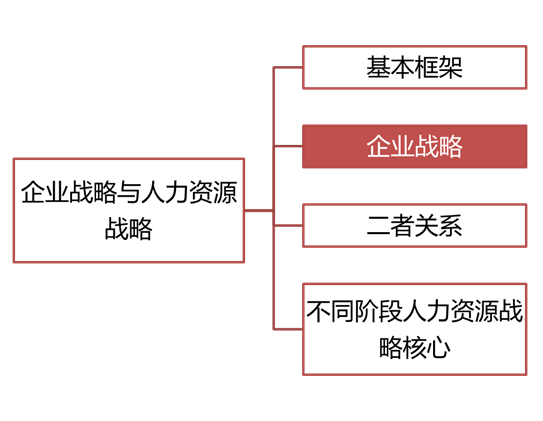 基本框架
企业战略
企业战略与人力资源
战略
二者关系
不同阶段人力资源战
略核心